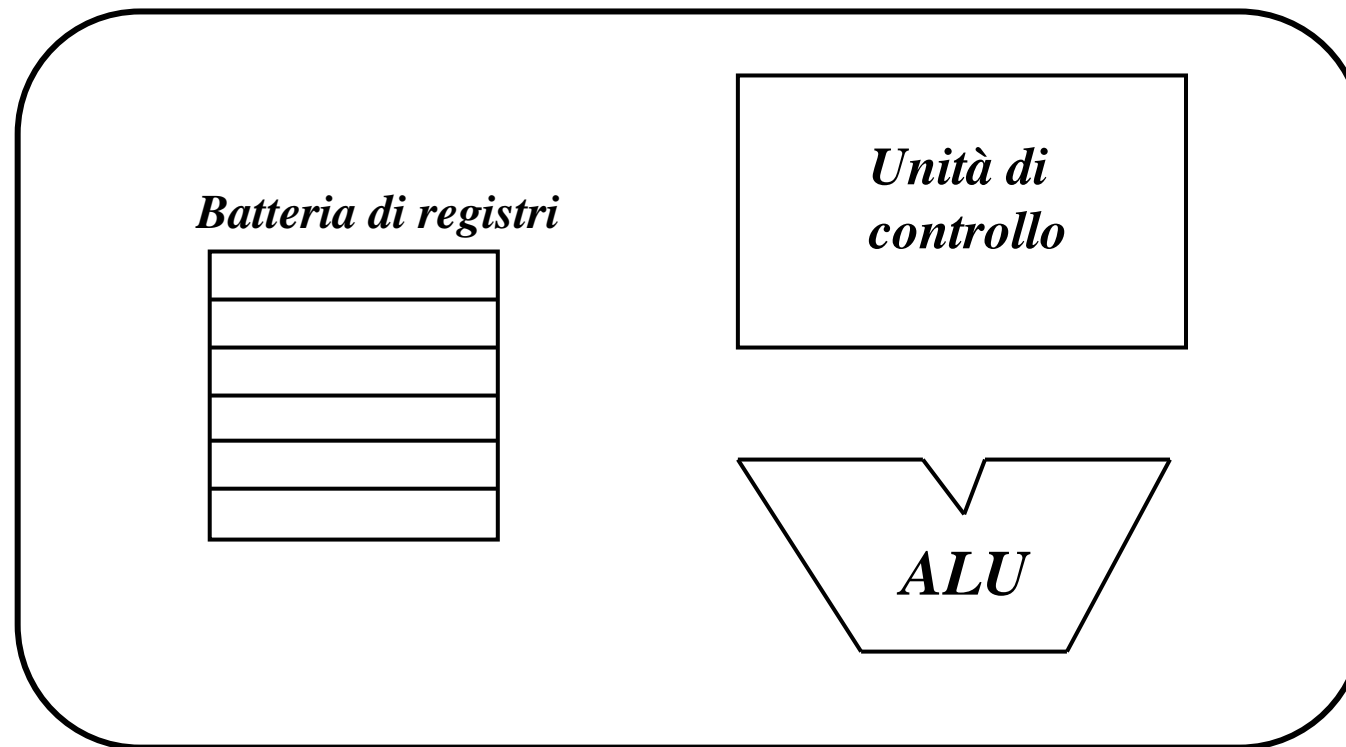 Batteria di registri
Unità di
controllo
ALU